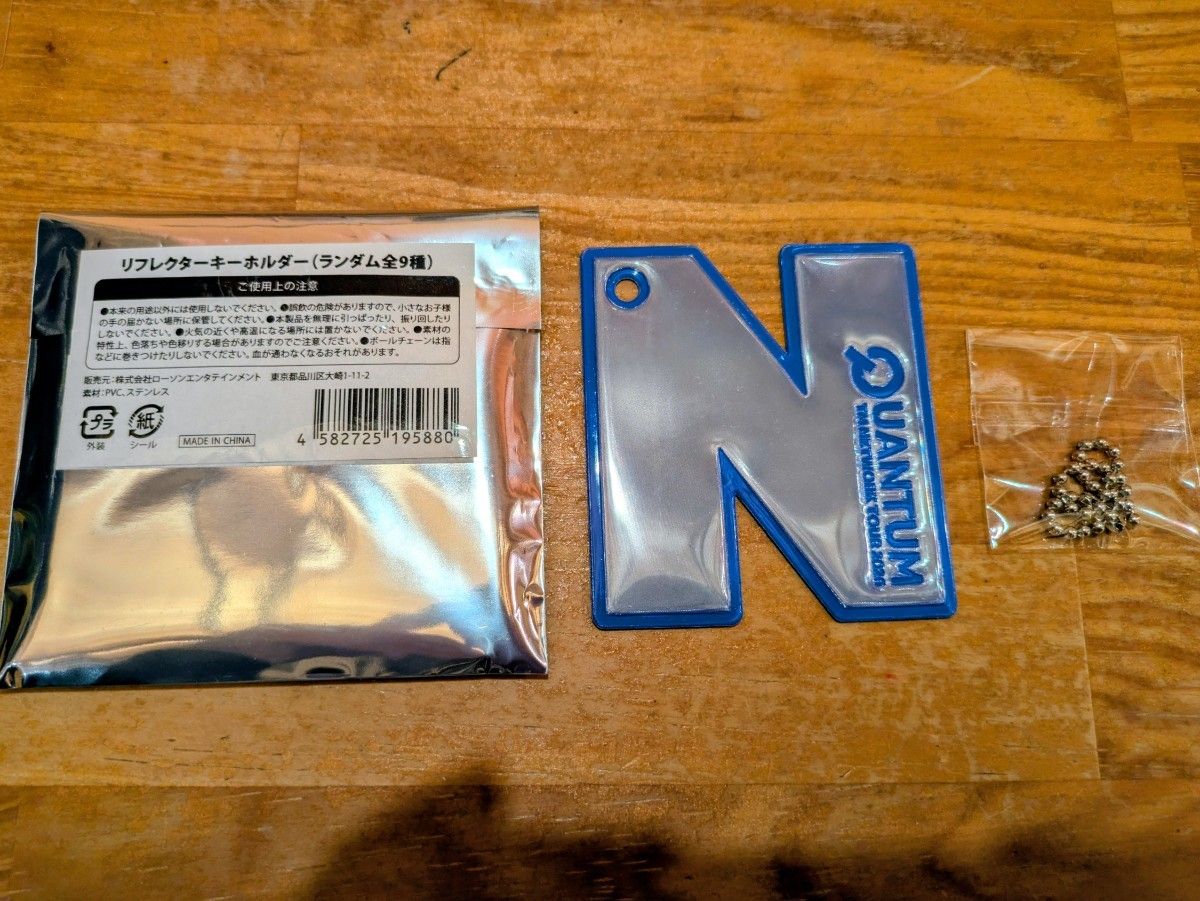 リフレクターキーホルダー(ランダム全9種)
ご使用上の注意
●本来の用途以外には使用しないでください。●誤飲の危険がありますので、小さなお子様
の手の届かない場所に保管してください。●本製品を無理に引っぱったり、振り回したり
しないでください。●火気の近くや高温になる場所には置かないでください。●素材の
特性上、色落ちや色移りする場合がありますのでご注意ください。●ボールチェーンは指
などに巻きつけたりしないでください。血が通わなくなるおそれがあります。
販売元:株式会社ローソンエンタテインメント 東京都品川区大崎1-11-2
素材:PVC、ステンレス
プラ
外装
紙
シール
MADE IN CHINA
4 582725 195880
N
QUANTUM
TM NETWORK TOUR